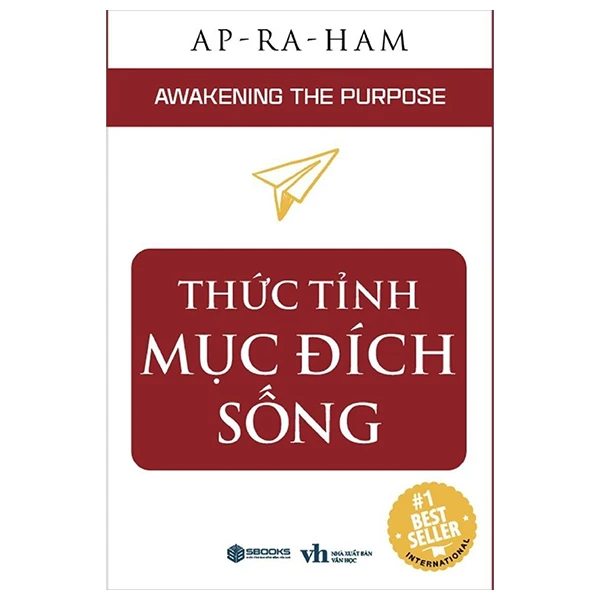 AP-RA-HAM
AWAKENING THE PURPOSE
THỨC TỈNH
MỤC ĐÍCH
SỐNG
#1
BEST
SELLER
INTERNATIONAL
SBOOKS
vh
NHÀ XUẤT BẢN
VĂN HỌC